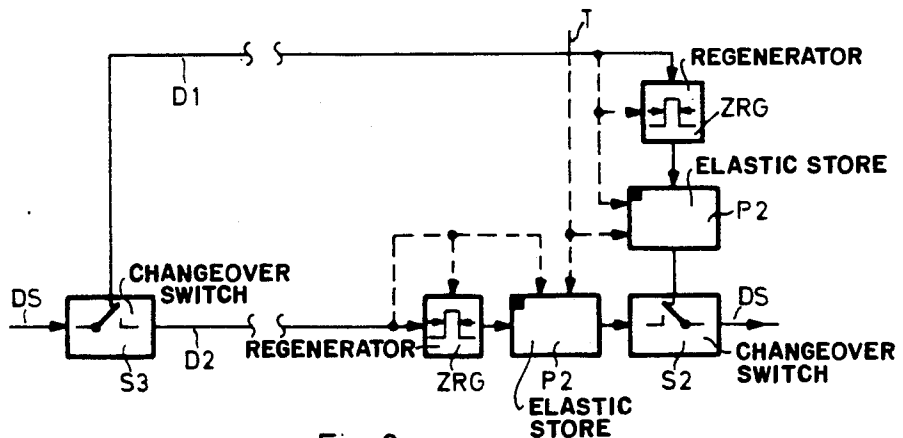 T
REGENERATOR
D1
ZRG
ELASTIC STORE
P2
CHANGEOVER
SWITCH
DS
DS
D2
REGENERATOR
S3
ZRG
P2
S2
CHANGEOVER
SWITCH
ELASTIC
STORE